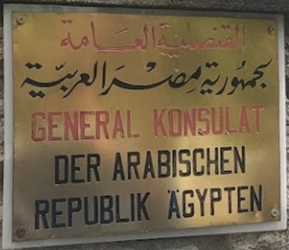 القنصلية العامة
لجمهورية مصر العربية
GENERAL KONSULAT
DER ARABISCHEN
REPUBLIK ÄGYPTEN